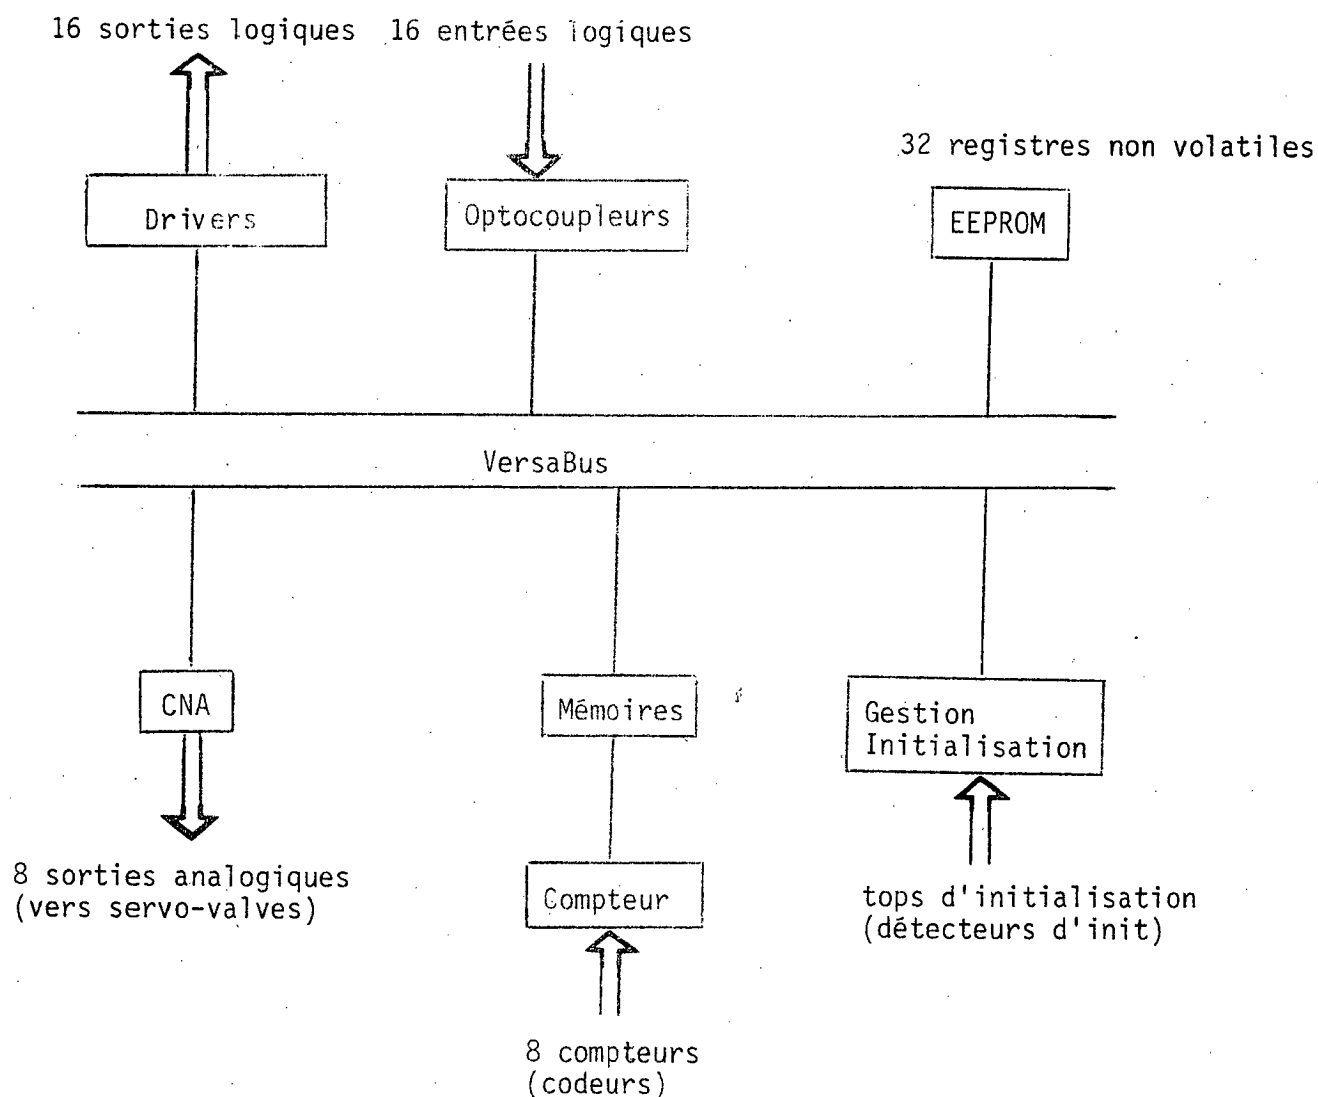 16 sorties logiques
16 entrées logiques
32 registres non volatiles
Drivers
Optocoupleurs
EEPROM
VersaBus
CNA
Mémoires
Gestion
Initialisation
8 sorties analogiques
(vers servo-valves)
Compteur
tops d'initialisation
(détecteurs d'init)
8 compteurs
(codeurs)